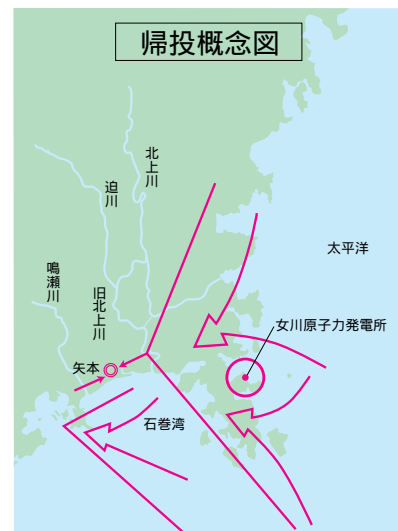 帰投概念図
北上川
迫川
太平洋
鳴瀬川
旧北上川
女川原子力発電所
矢本
石巻湾